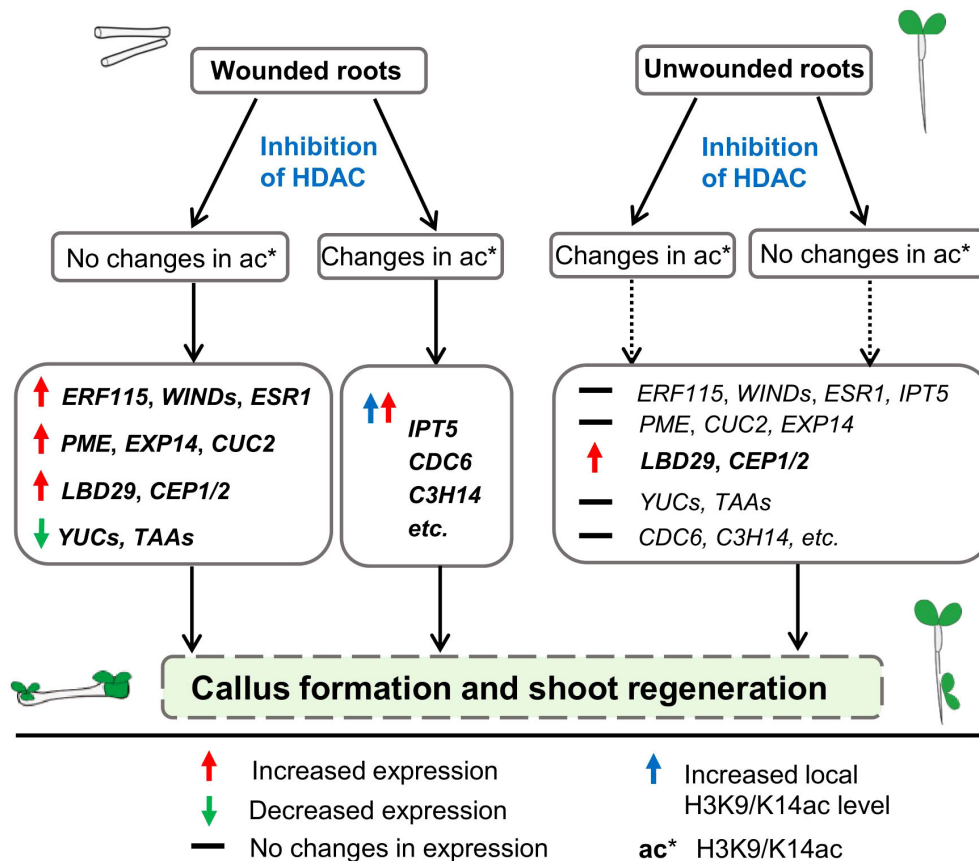 Wounded roots
Unwounded roots
Inhibition
of HDAC
Inhibition
of HDAC
No changes in ac*
Changes in ac*
Changes in ac*
No changes in ac*
ERF115, WINDs, ESR1
PME, EXP14, CUC2
LBD29, CEP1/2
YUCs, TAAs
IPT5
CDC6
C3H14
etc.
ERF115, WINDs, ESR1, IPT5
PME, CUC2, EXP14
LBD29, CEP1/2
YUCs, TAAs
CDC6, C3H14, etc.
Callus formation and shoot regeneration
Increased expression
Decreased expression
No changes in expression
Increased local
H3K9/K14ac level
ac* H3K9/K14ac